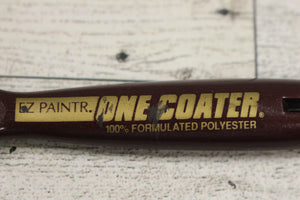 EZ PAINTR. ONE COATER®
100% FORMULATED POLYESTER